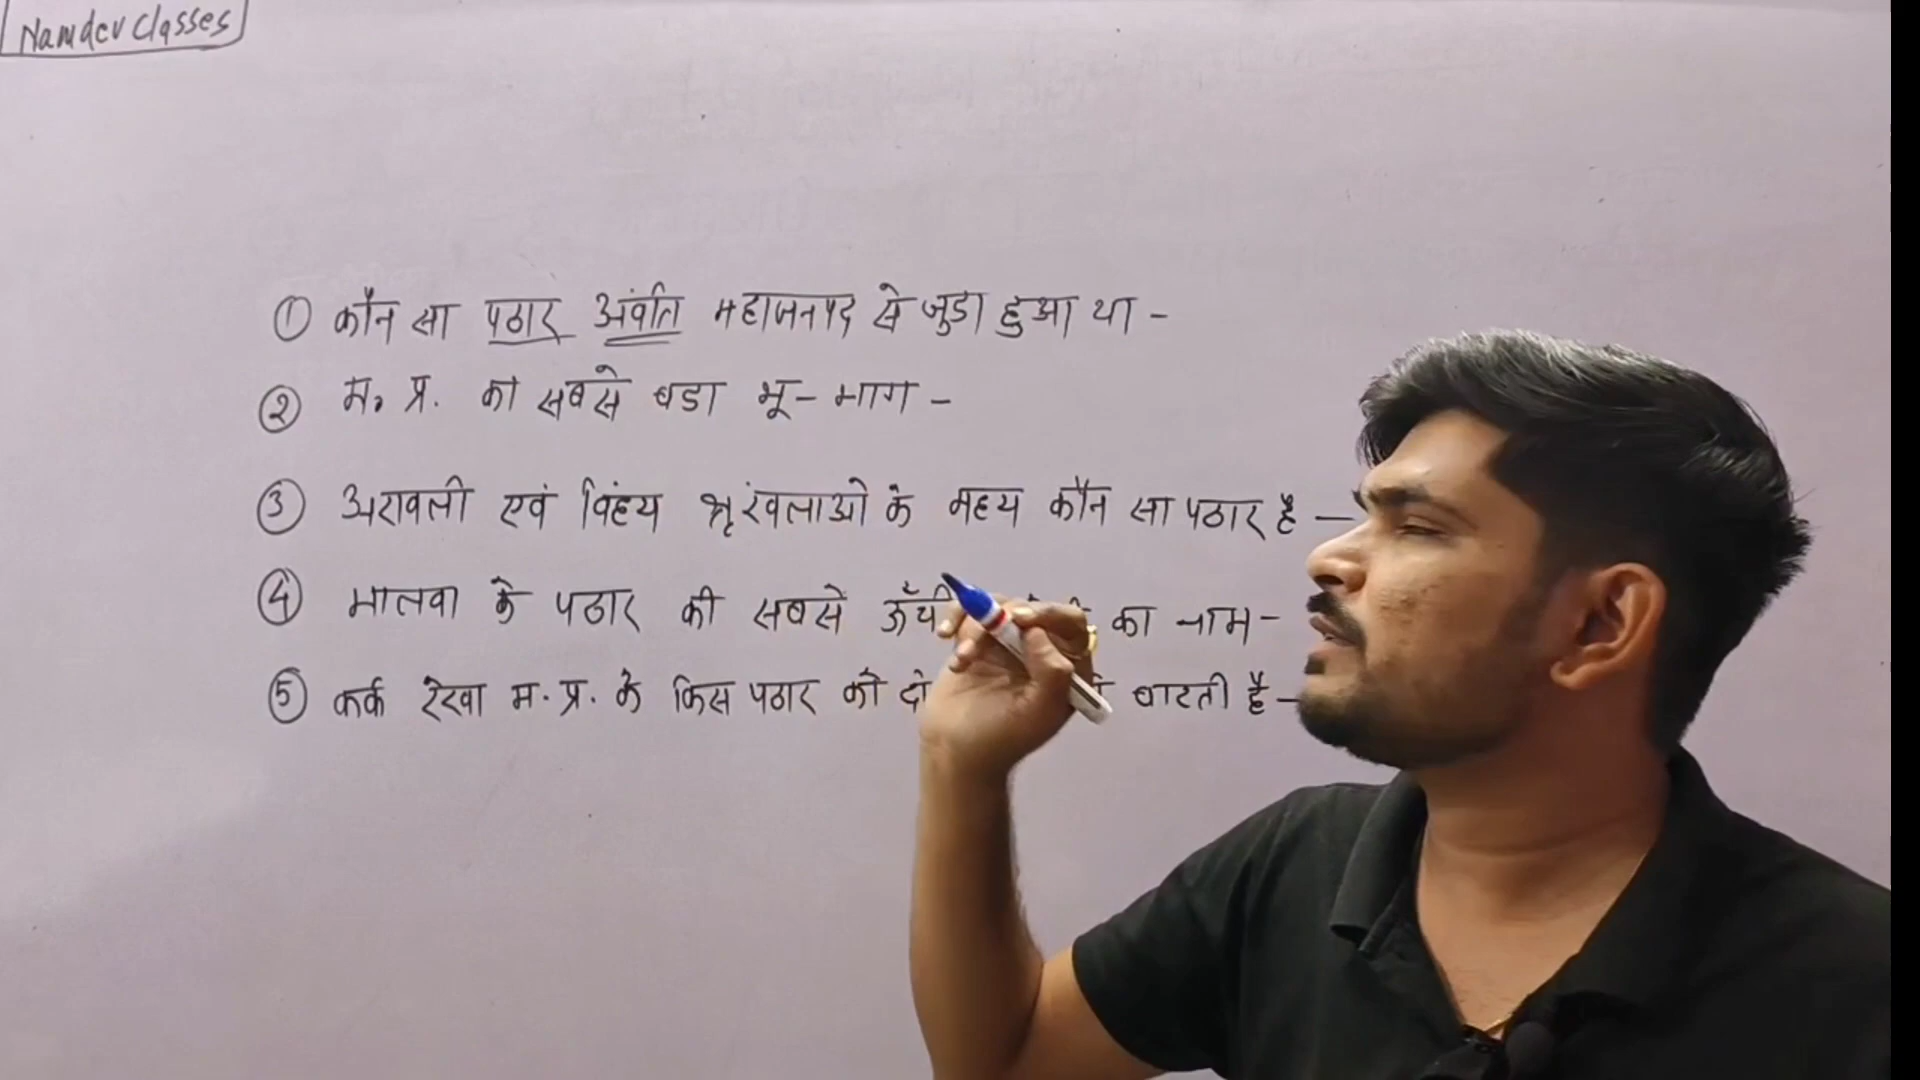 Namdev Classes
① कौन सा पठार अंवति महाजनपद से जुडा हुआ था -
② म. प्र. का सबसे बडा भू-भाग -
③ अरावली एवं विंध्य श्रृंखलाओ के मध्य कौन सा पठार है -
④ मालवा के पठार की सबसे ऊँची का नाम -
⑤ कर्क रेखा म. प्र. के किस पठार को दो बाटती है -